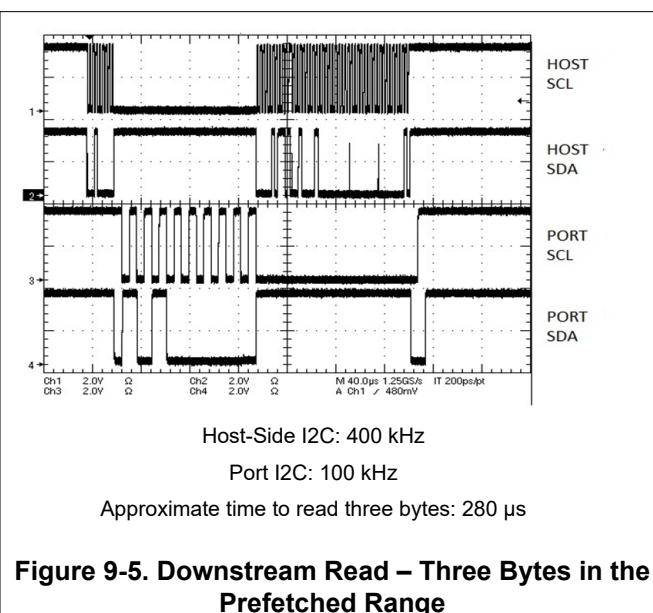 HOST
SCL
1
HOST
SDA
2
PORT
SCL
3
PORT
SDA
4
Ch1 2.0V Ω Ch2 2.0V Ω M 40.0µs 1.25GS/s IT 200ps/pt
Ch3 2.0V Ω Ch4 2.0V Ω A Ch1 ∕ 480mV
Host-Side I2C: 400 kHz
Port I2C: 100 kHz
Approximate time to read three bytes: 280 µs
Figure 9-5. Downstream Read – Three Bytes in the
Prefetched Range